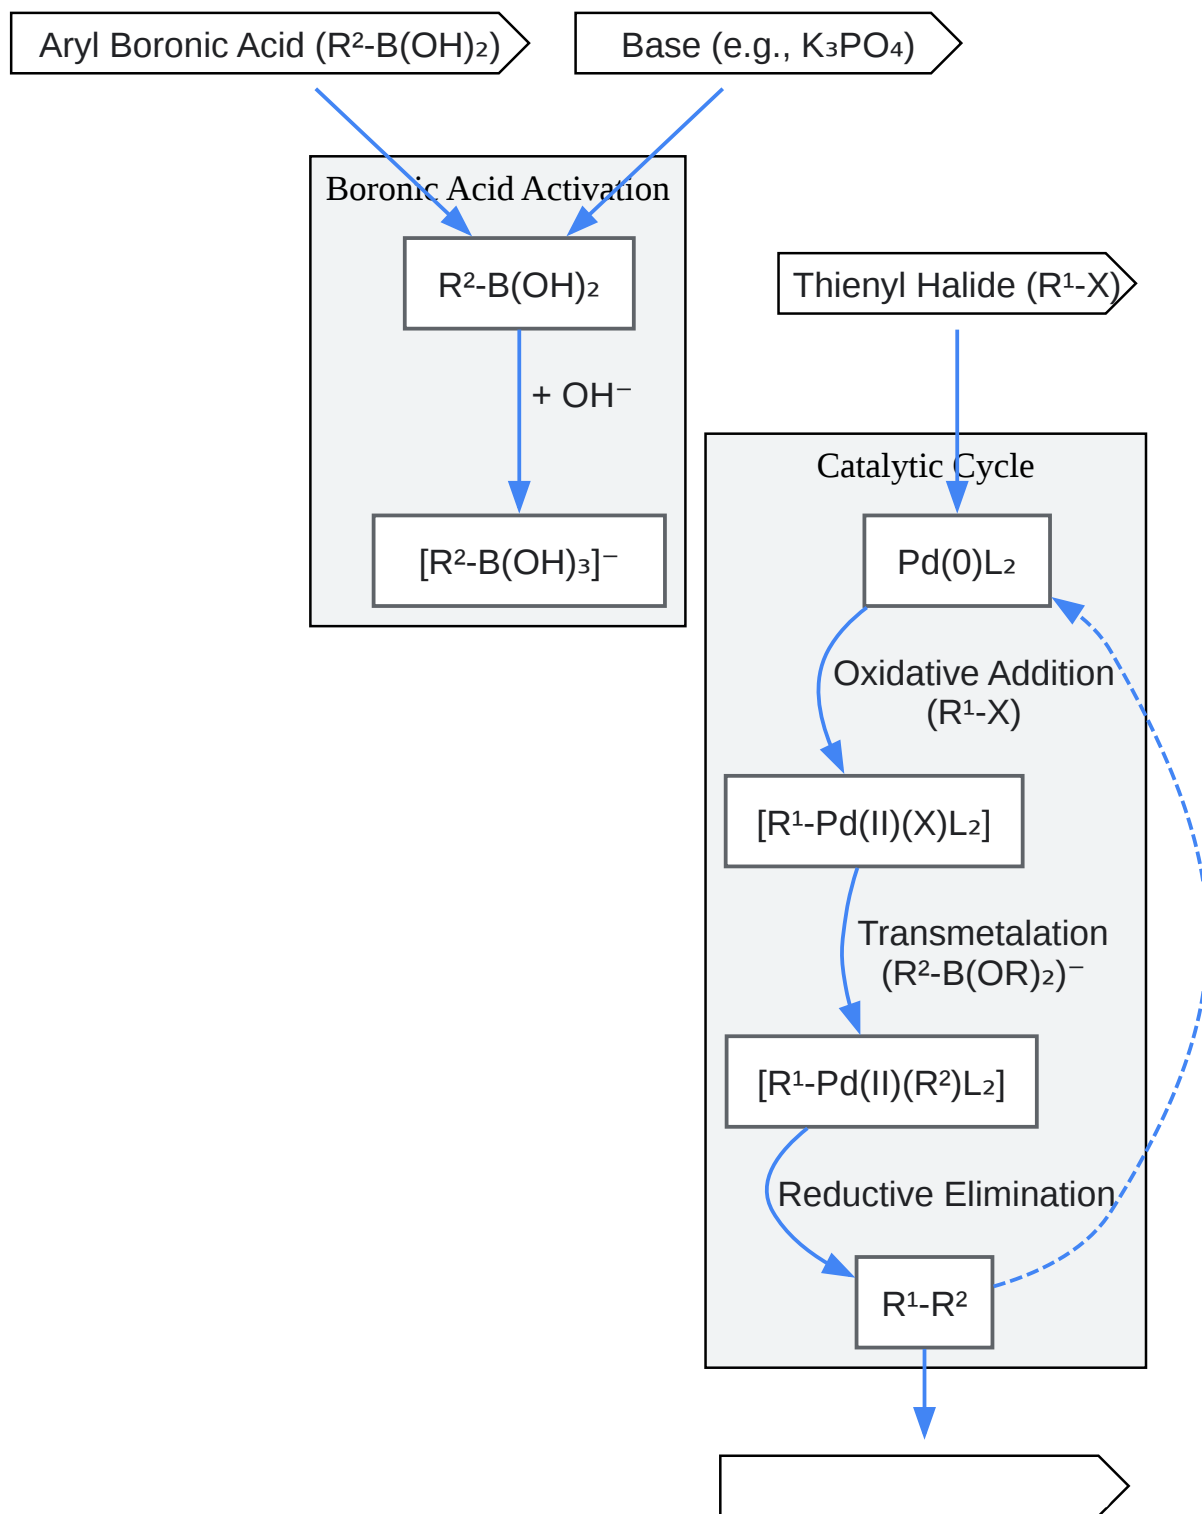 Aryl Boronic Acid (R²-B(OH)₂)
Base (e.g., K₃PO₄)
Boronic Acid Activation
R²-B(OH)₂
Thienyl Halide (R¹-X)
+ OH⁻
Catalytic Cycle
[R²-B(OH)₃]⁻
Pd(0)L₂
Oxidative Addition
(R¹-X)
[R¹-Pd(II)(X)L₂]
Transmetalation
(R²-B(OR)₂)⁻
[R¹-Pd(II)(R²)L₂]
Reductive Elimination
R¹-R²